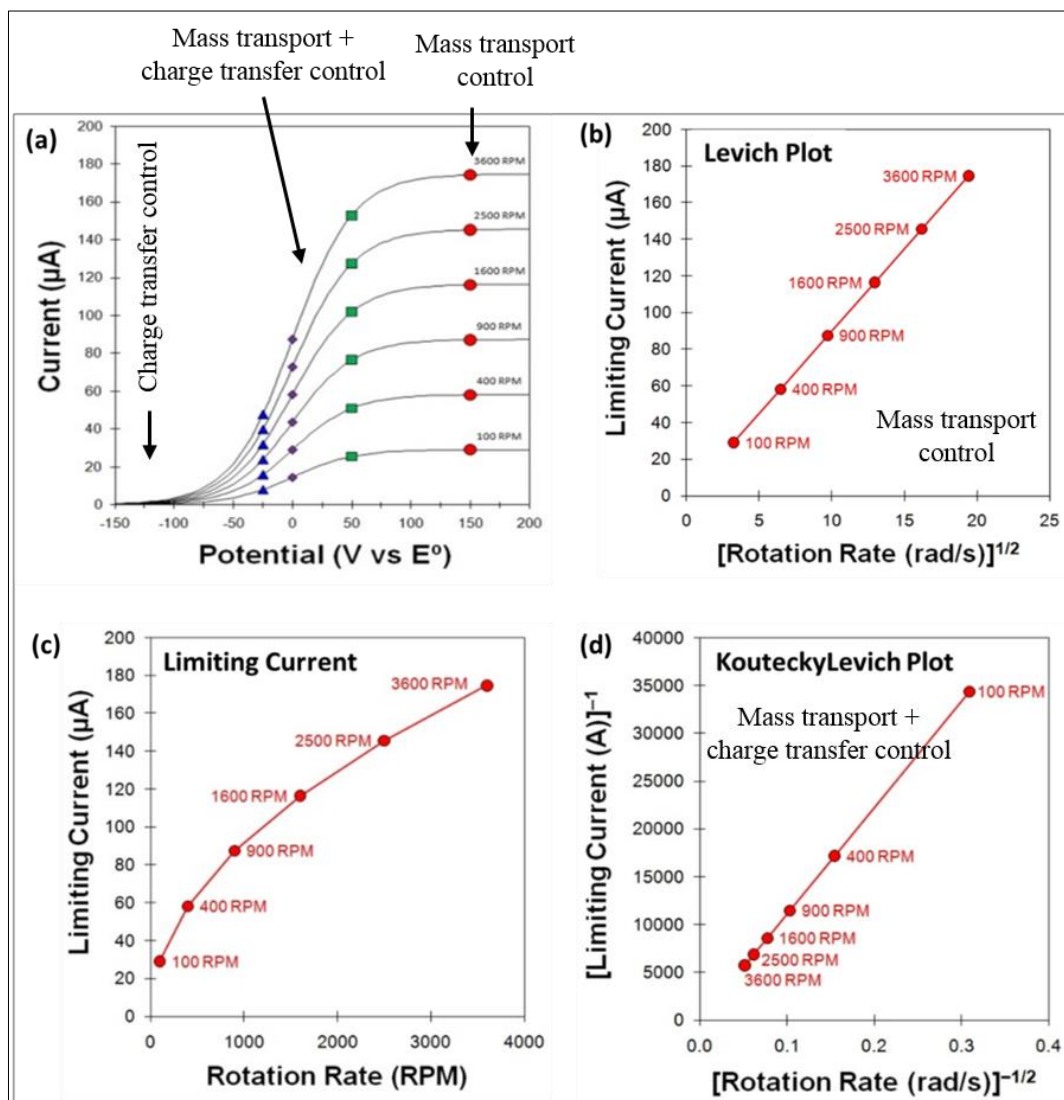 Mass transport +
charge transfer control
Mass transport
control
(a)
Charge transfer control
Current (µA)
200
180
160
140
120
100
80
60
40
20
0
3600 RPM
2500 RPM
1600 RPM
900 RPM
400 RPM
100 RPM
-150 -100 -50 0 50 100 150 200
Potential (V vs Eº)
(b)
Levich Plot
Limiting Current (µA)
200
180
160
140
120
100
80
60
40
20
0
3600 RPM
2500 RPM
1600 RPM
900 RPM
400 RPM
100 RPM
Mass transport
control
0 5 10 15 20 25
[Rotation Rate (rad/s)]1/2
(c)
Limiting Current
Limiting Current (µA)
200
180
160
140
120
100
80
60
40
20
0
3600 RPM
2500 RPM
1600 RPM
900 RPM
400 RPM
100 RPM
0 1000 2000 3000 4000
Rotation Rate (RPM)
(d)
KouteckyLevich Plot
Mass transport +
charge transfer control
[Limiting Current (A)]–1
40000
35000
30000
25000
20000
15000
10000
5000
0
100 RPM
400 RPM
900 RPM
1600 RPM
2500 RPM
3600 RPM
0.0 0.1 0.2 0.3 0.4
[Rotation Rate (rad/s)]–1/2